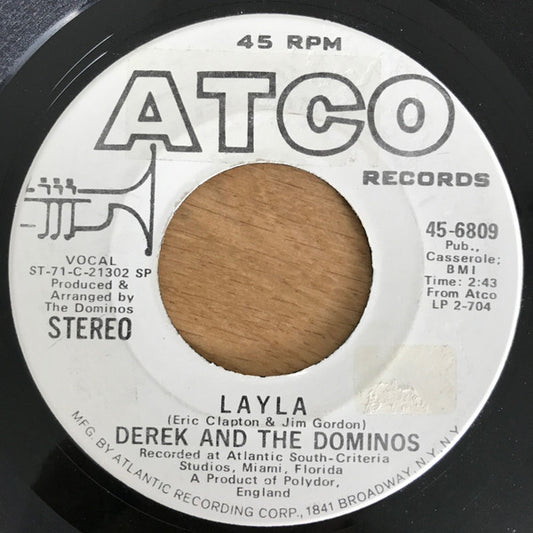 45 RPM
ATCO
RECORDS
VOCAL
ST-71-C-21302 SP
Produced &
Arranged by
The Dominos
STEREO
45-6809
Pub.,
Casserole;
BMI
Time: 2:43
From Atco
LP 2-704
LAYLA
(Eric Clapton & Jim Gordon)
DEREK AND THE DOMINOS
Recorded at Atlantic South-Criteria
Studios, Miami, Florida
A Product of Polydor,
England
MFG. BY ATLANTIC RECORDING CORP., 1841 BROADWAY, N.Y., N.Y.